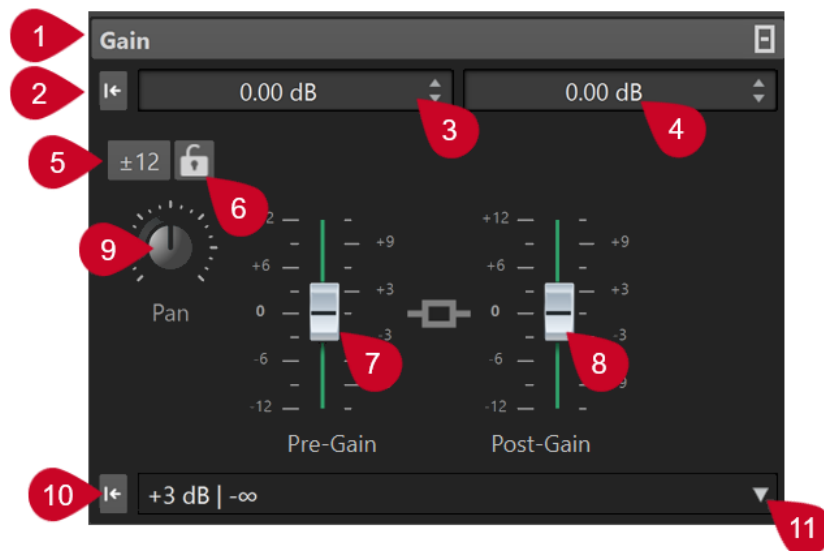 1 Gain
2 0.00 dB 0.00 dB
3 4
5 ±12
6
+12
+9 +9
9 +6 +6
+3 +3
Pan 0 0
-3 -3
7 8
-6 -6
-9
-12 -12
Pre-Gain Post-Gain
10 +3 dB | -∞
11